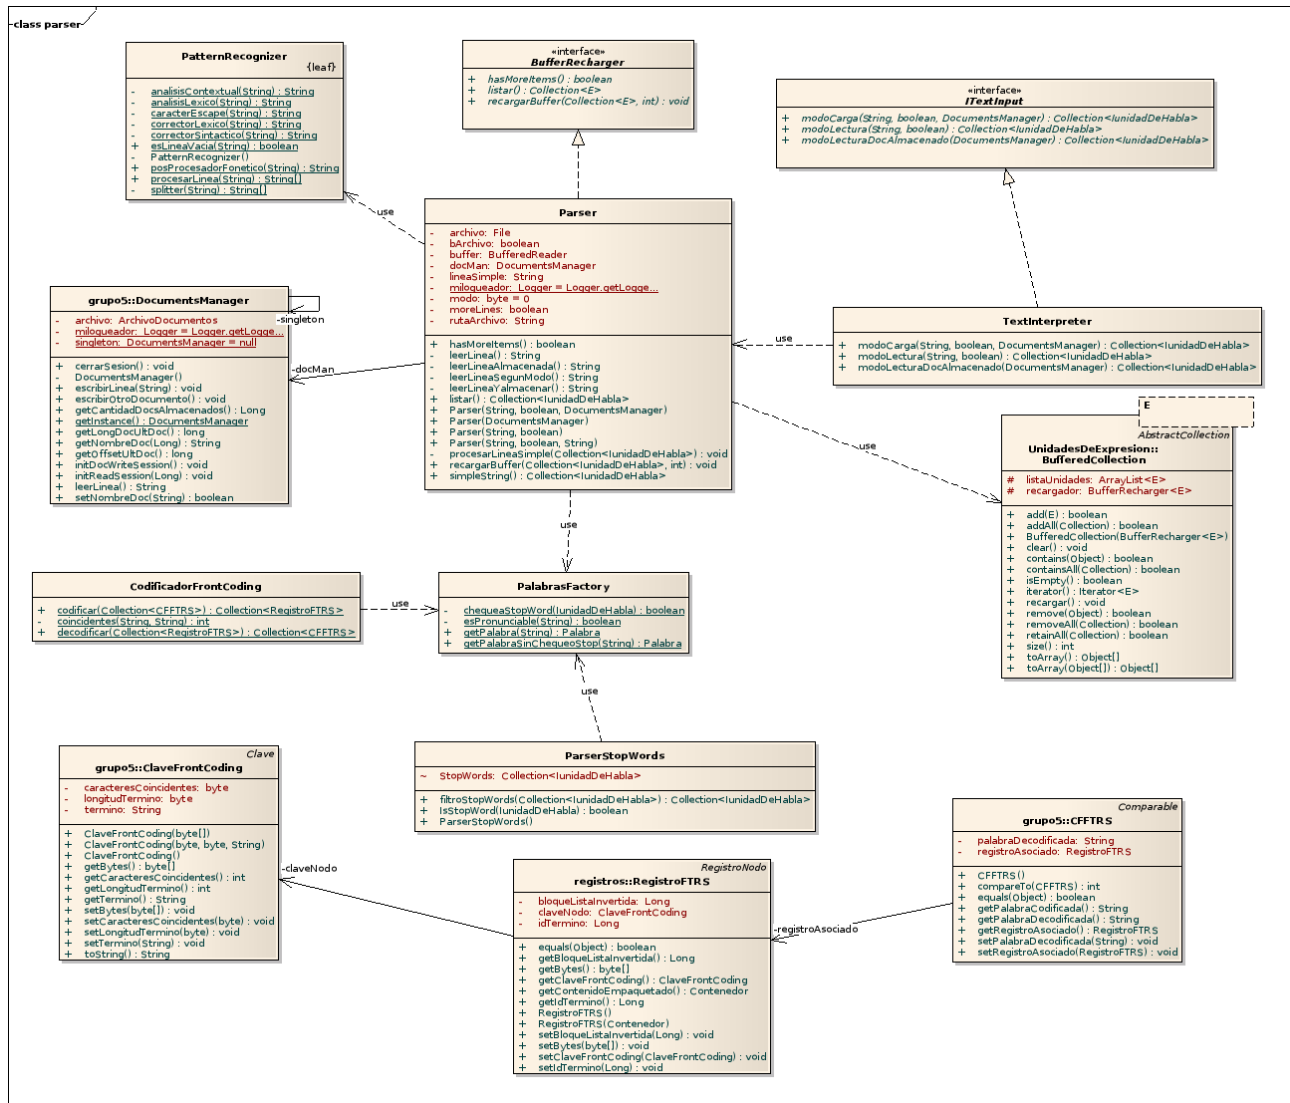 class parser
PatternRecognizer
{leaf}
- analisisContextual(String) : String
- analisisLexico(String) : String
- caracterEscape(String) : String
- correctorLexico(String) : String
- correctorSintactico(String) : String
+ esLineaVacia(String) : boolean
- PatternRecognizer()
+ posProcesadorFonetico(String) : String
+ procesarLinea(String) : String[]
- splitter(String) : String[]
«interface»
BufferRecharger
+ hasMoreItems() : boolean
+ listar() : Collection<E>
+ recargarBuffer(Collection<E>, int) : void
«interface»
ITextInput
+ modoCarga(String, boolean, DocumentsManager) : Collection<IunidadDeHabla>
+ modoLectura(String, boolean) : Collection<IunidadDeHabla>
+ modoLecturaDocAlmacenado(DocumentsManager) : Collection<IunidadDeHabla>
use
Parser
- archivo: File
- bArchivo: boolean
- buffer: BufferedReader
- docMan: DocumentsManager
- lineaSimple: String
- milogueador: Logger = Logger.getLogge...
- modo: byte = 0
- moreLines: boolean
- rutaArchivo: String
+ hasMoreItems() : boolean
- leerLinea() : String
- leerLineaAlmacenada() : String
- leerLineaSegunModo() : String
- leerLineaYalmacenar() : String
+ listar() : Collection<IunidadDeHabla>
+ Parser(String, boolean, DocumentsManager)
+ Parser(DocumentsManager)
+ Parser(String, boolean)
+ Parser(String, boolean, String)
- procesarLineaSimple(Collection<IunidadDeHabla>) : void
+ recargarBuffer(Collection<IunidadDeHabla>, int) : void
+ simpleString() : Collection<IunidadDeHabla>
grupo5::DocumentsManager
- archivo: ArchivoDocumentos
- milogueador: Logger = Logger.getLogge...
- singleton: DocumentsManager = null
+ cerrarSesion() : void
- DocumentsManager()
+ escribirLinea(String) : void
+ escribirOtroDocumento() : void
+ getCantidadDocsAlmacenados() : Long
+ getInstance() : DocumentsManager
+ getLongDocUltDoc() : long
+ getNombreDoc(Long) : String
+ getOffsetUltDoc() : long
+ initDocWriteSession() : void
+ initReadSession(Long) : void
+ leerLinea() : String
+ setNombreDoc(String) : boolean
-singleton
-docMan
use
TextInterpreter
+ modoCarga(String, boolean, DocumentsManager) : Collection<IunidadDeHabla>
+ modoLectura(String, boolean) : Collection<IunidadDeHabla>
+ modoLecturaDocAlmacenado(DocumentsManager) : Collection<IunidadDeHabla>
use
E
AbstractCollection
UnidadesDeExpresion::
BufferedCollection
# listaUnidades: ArrayList<E>
# recargador: BufferRecharger<E>
+ add(E) : boolean
+ addAll(Collection) : boolean
+ BufferedCollection(BufferRecharger<E>)
+ clear() : void
+ contains(Object) : boolean
+ containsAll(Collection) : boolean
+ isEmpty() : boolean
+ iterator() : Iterator<E>
+ recargar() : void
+ remove(Object) : boolean
+ removeAll(Collection) : boolean
+ retainAll(Collection) : boolean
+ size() : int
+ toArray() : Object[]
+ toArray(Object[]) : Object[]
use
CodificadorFrontCoding
+ codificar(Collection<CFFTRS>) : Collection<RegistroFTRS>
- coincidentes(String, String) : int
+ decodificar(Collection<RegistroFTRS>) : Collection<CFFTRS>
use
PalabrasFactory
- chequeaStopWord(IunidadDeHabla) : boolean
- esPronunciable(String) : boolean
+ getPalabra(String) : Palabra
+ getPalabraSinChequeoStop(String) : Palabra
use
ParserStopWords
~ StopWords: Collection<IunidadDeHabla>
+ filtroStopWords(Collection<IunidadDeHabla>) : Collection<IunidadDeHabla>
+ IsStopWord(IunidadDeHabla) : boolean
+ ParserStopWords()
Clave
grupo5::ClaveFrontCoding
- caracteresCoincidentes: byte
- longitudTermino: byte
- termino: String
+ ClaveFrontCoding(byte[])
+ ClaveFrontCoding(byte, byte, String)
+ ClaveFrontCoding()
+ getBytes() : byte[]
+ getCaracteresCoincidentes() : int
+ getLongitudTermino() : int
+ getTermino() : String
+ setBytes(byte[]) : void
+ setCaracteresCoincidentes(byte) : void
+ setLongitudTermino(byte) : void
+ setTermino(String) : void
+ toString() : String
-claveNodo
RegistroNodo
registros::RegistroFTRS
- bloqueListaInvertida: Long
- claveNodo: ClaveFrontCoding
- idTermino: Long
+ equals(Object) : boolean
+ getBloqueListaInvertida() : Long
+ getBytes() : byte[]
+ getClaveFrontCoding() : ClaveFrontCoding
+ getContenidoEmpaquetado() : Contenedor
+ getIdTermino() : Long
+ RegistroFTRS()
+ RegistroFTRS(Contenedor)
+ setBloqueListaInvertida(Long) : void
+ setBytes(byte[]) : void
+ setClaveFrontCoding(ClaveFrontCoding) : void
+ setIdTermino(Long) : void
-registroAsociado
Comparable
grupo5::CFFTRS
- palabraDecodificada: String
- registroAsociado: RegistroFTRS
+ CFFTRS()
+ compareTo(CFFTRS) : int
+ equals(Object) : boolean
+ getPalabraCodificada() : String
+ getPalabraDecodificada() : String
+ getRegistroAsociado() : RegistroFTRS
+ setPalabraDecodificada(String) : void
+ setRegistroAsociado(RegistroFTRS) : void